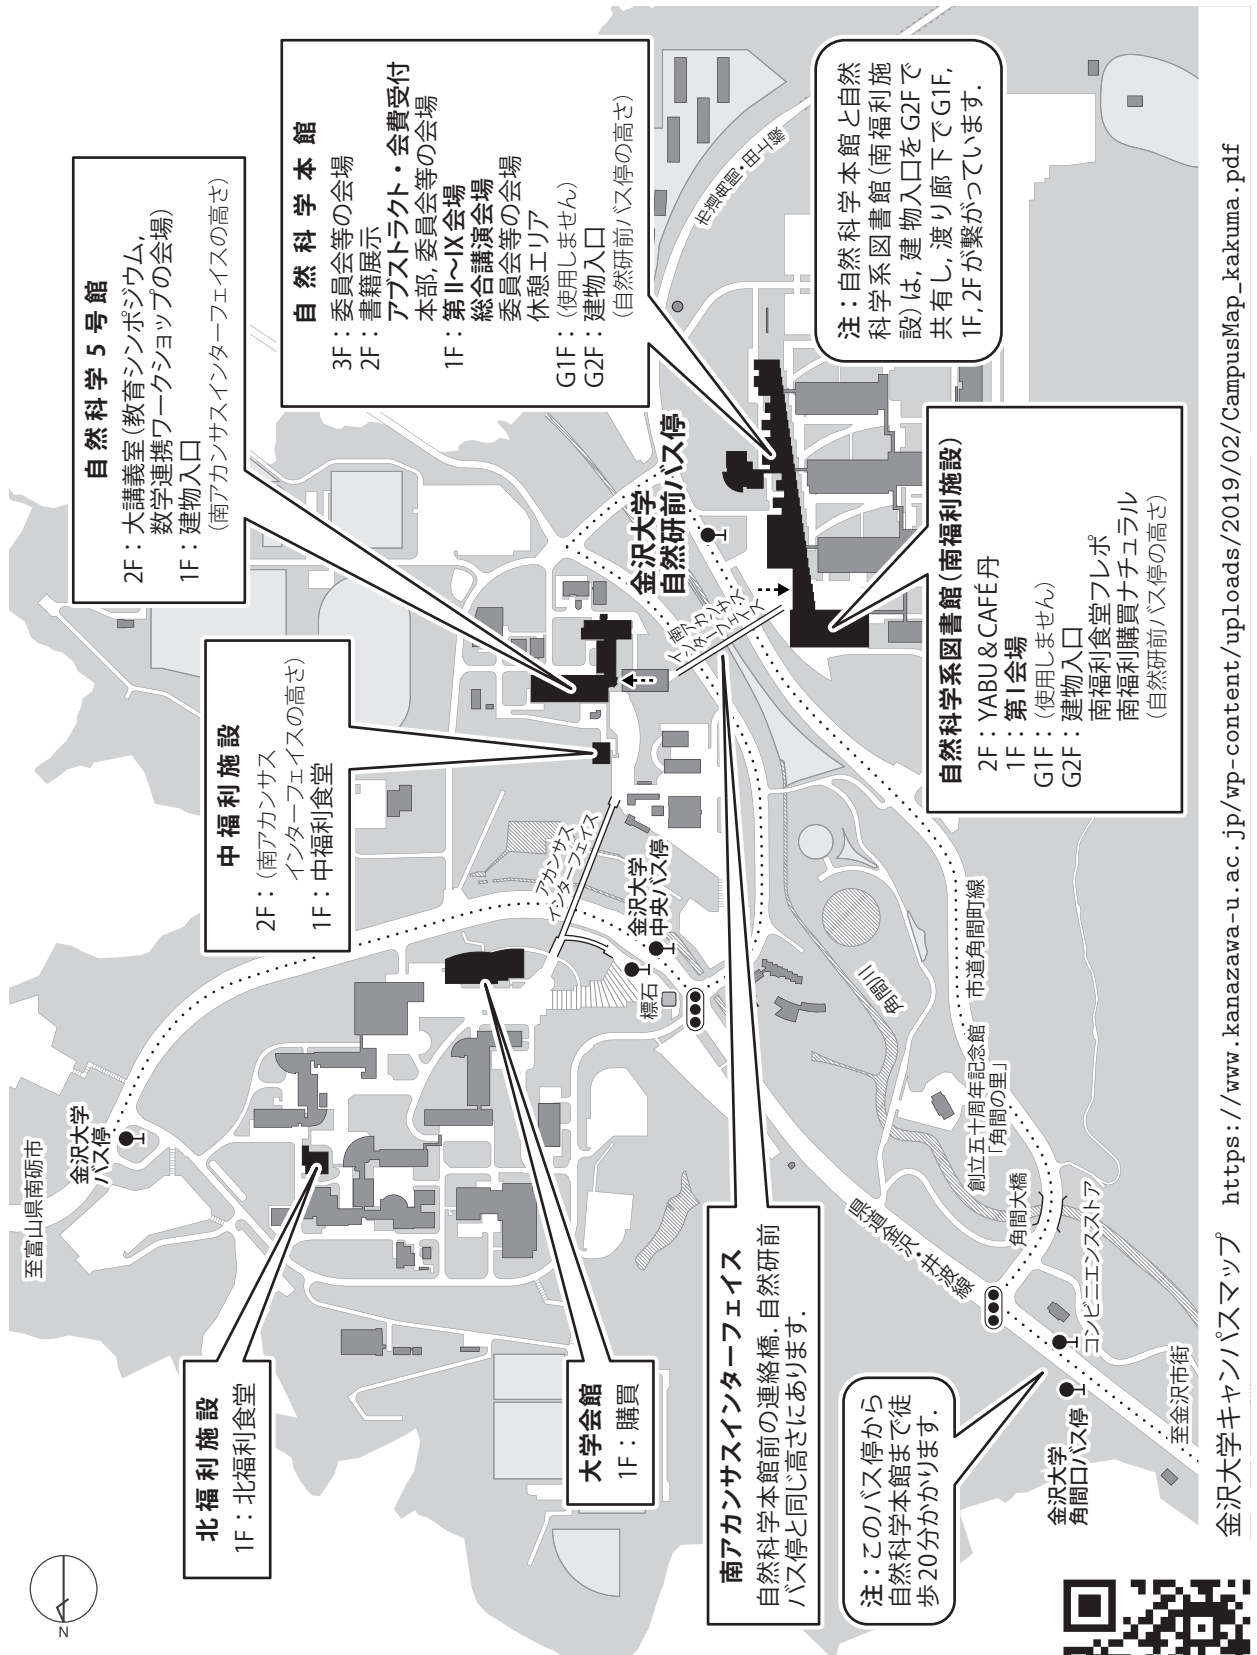 自然科学5号館
2F：大講義室(教育シンポジウム,
数学連携ワークショップの会場)
1F：建物入口
(南アカンサスインターフェイスの高さ)
自然科学本館
3F：委員会等の会場
2F：書籍展示
アブストラクト・会費受付
本部, 委員会等の会場
1F：第II～IX会場
総合講演会場
委員会等の会場
休憩エリア
G1F：(使用しません)
G2F：建物入口
(自然研前バス停の高さ)
注：自然科学本館と自然
科学系図書館(南福利施
設)は, 建物入口をG2Fで
共有し, 渡り廊下でG1F,
1F, 2Fが繋がっています.
中福利施設
2F：(南アカンサス
インターフェイスの高さ)
1F：中福利食堂
自然科学系図書館(南福利施設)
2F：YABU＆CAFÉ丹
1F：第I会場
G1F：(使用しません)
G2F：建物入口
南福利食堂プレポ
南福利購買ナチュラル
(自然研前バス停の高さ)
北福利施設
1F：北福利食堂
大学会館
1F：購買
南アカンサスインターフェイス
自然科学本館前の連絡橋. 自然研前
バス停と同じ高さにあります.
注：このバス停から
自然科学本館まで徒
歩20分かかります.
至富山県南砺市
金沢大学
バス停
アカンサス
インターフェイス
金沢大学
中央バス停
標石
南アカンサス
インターフェイス
金沢大学
自然研前バス停
市道角間・田上線
角間川
市道角間町線
創立五十周年記念館
「角間の里」
角間大橋
県道金沢・井波線
コンビニエンスストア
金沢大学
角間口バス停
至金沢市街
N
金沢大学キャンパスマップ https://www.kanazawa-u.ac.jp/wp-content/uploads/2019/02/CampusMap_kakuma.pdf